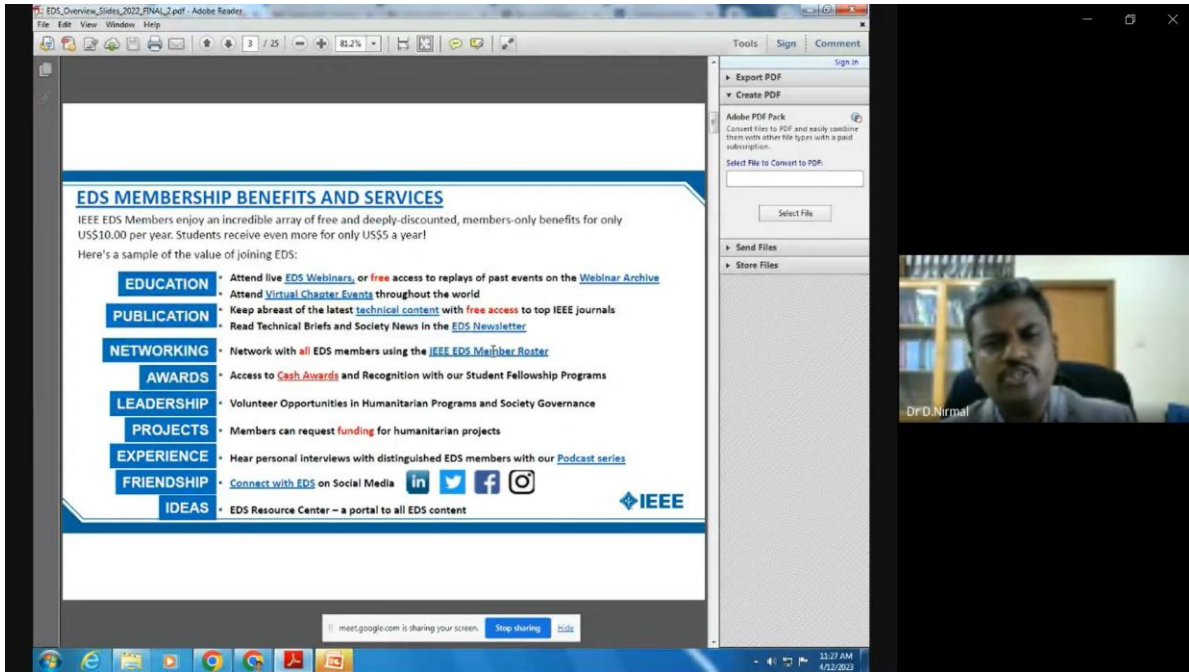 EDS_Overview_Slides_2022_FINAL_2.pdf - Adobe Reader
File Edit View Window Help
3 / 25 81.2%
Tools Sign Comment
Sign In
Export PDF
Create PDF
Adobe PDF Pack
Convert files to PDF and easily combine
them with other file types with a paid
subscription.
Select File to Convert to PDF:
Select File
Send Files
Store Files
EDS MEMBERSHIP BENEFITS AND SERVICES
IEEE EDS Members enjoy an incredible array of free and deeply-discounted, members-only benefits for only
US$10.00 per year. Students receive even more for only US$5 a year!
Here's a sample of the value of joining EDS:
EDUCATION
• Attend live EDS Webinars, or free access to replays of past events on the Webinar Archive
• Attend Virtual Chapter Events throughout the world
PUBLICATION
• Keep abreast of the latest technical content with free access to top IEEE journals
• Read Technical Briefs and Society News in the EDS Newsletter
NETWORKING • Network with all EDS members using the IEEE EDS Member Roster
AWARDS • Access to Cash Awards and Recognition with our Student Fellowship Programs
LEADERSHIP • Volunteer Opportunities in Humanitarian Programs and Society Governance
PROJECTS • Members can request funding for humanitarian projects
EXPERIENCE • Hear personal interviews with distinguished EDS members with our Podcast series
FRIENDSHIP • Connect with EDS on Social Media in f
IDEAS • EDS Resource Center – a portal to all EDS content
IEEE
Dr D.Nirmal
meet.google.com is sharing your screen. Stop sharing Hide
11:27 AM
4/12/2023